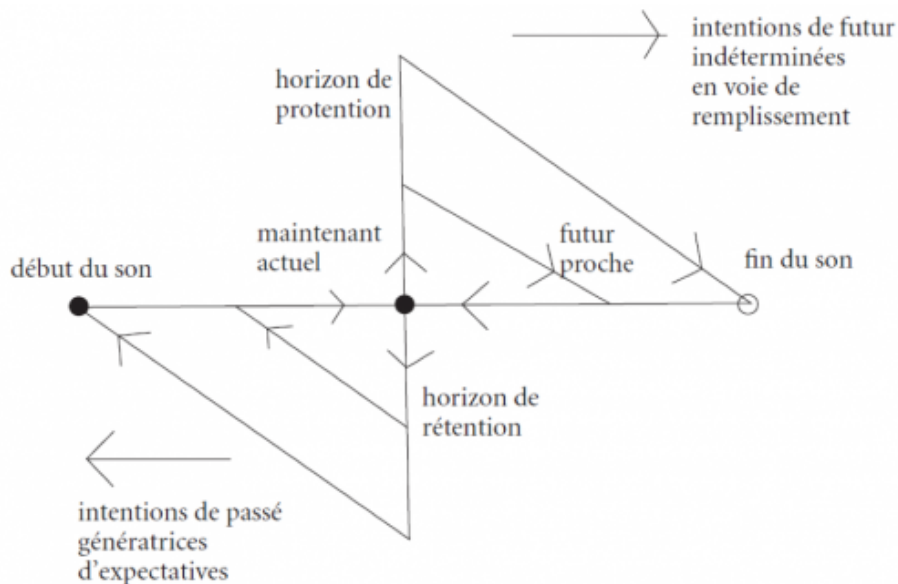 intentions de futur
indéterminées
en voie de
remplissement
horizon de
protention
maintenant
actuel
futur
proche
début du son
fin du son
horizon de
rétention
intentions de passé
génératrices
d'expectatives